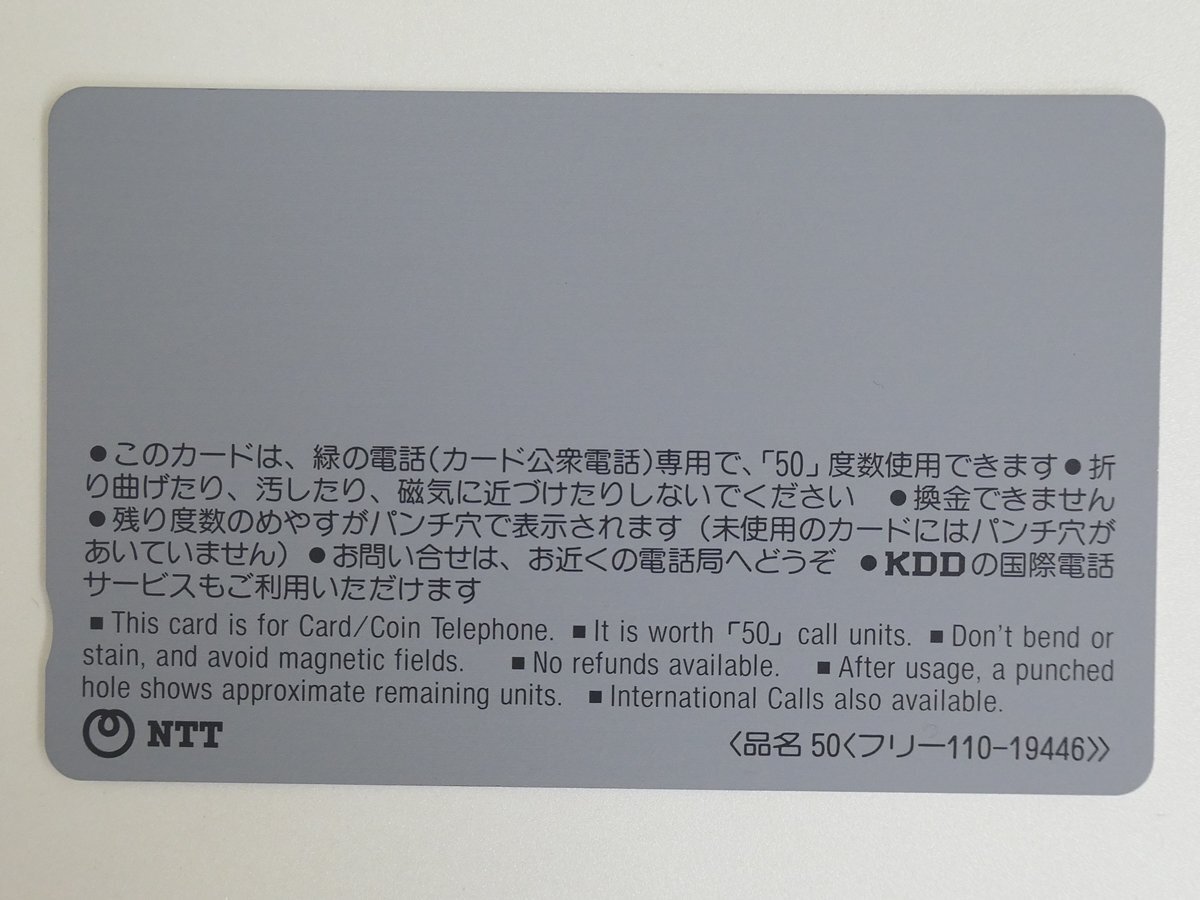 ●このカードは、緑の電話(カード公衆電話)専用で、｢50｣度数使用できます●折
り曲げたり、汚したり、磁気に近づけたりしないでください ●換金できません
●残り度数のめやすがパンチ穴で表示されます（未使用のカードにはパンチ穴が
あいていません）●お問い合せは、お近くの電話局へどうぞ ●KDDの国際電話
サービスもご利用いただけます
■This card is for Card/Coin Telephone. ■It is worth ｢50｣ call units. ■Don't bend or
stain, and avoid magnetic fields. ■No refunds available. ■After usage, a punched
hole shows approximate remaining units. ■International Calls also available.
NTT
〈品名 50〈フリー110-19446〉〉